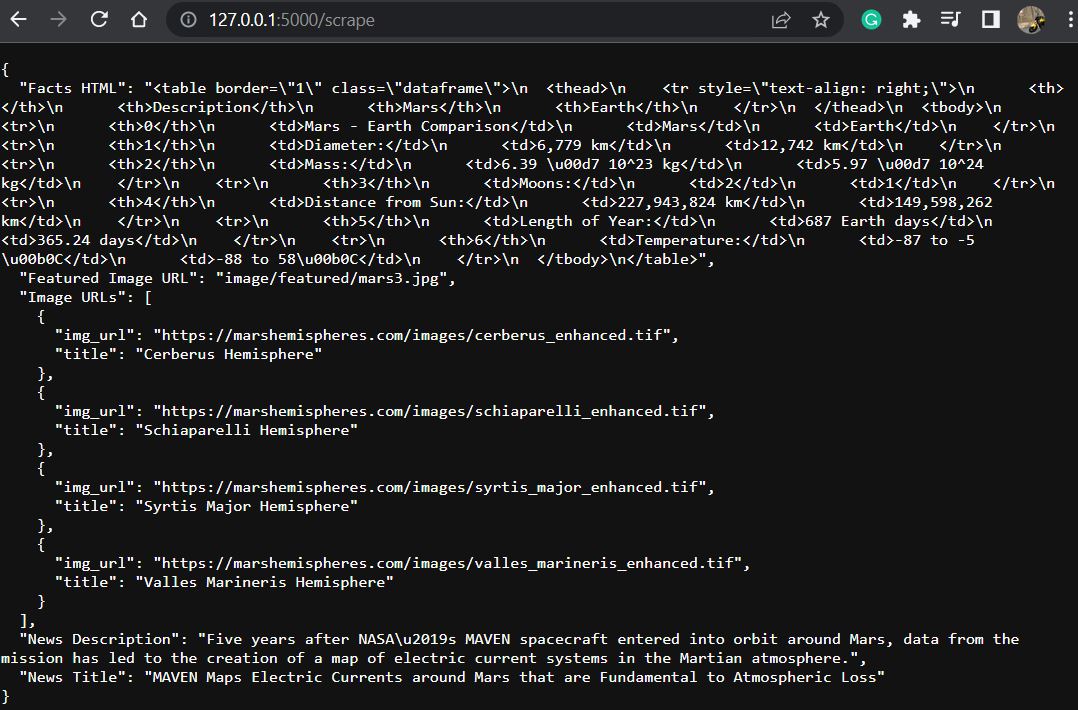 127.0.0.1:5000/scrape
{
  "Facts HTML": "<table border=\"1\" class=\"dataframe\">\n  <thead>\n    <tr style=\"text-align: right;\">\n      <th>
</th>\n      <th>Description</th>\n      <th>Mars</th>\n      <th>Earth</th>\n    </tr>\n  </thead>\n  <tbody>\n
<tr>\n      <th>0</th>\n      <td>Mars - Earth Comparison</td>\n      <td>Mars</td>\n      <td>Earth</td>\n    </tr>\n
<tr>\n      <th>1</th>\n      <td>Diameter:</td>\n      <td>6,779 km</td>\n      <td>12,742 km</td>\n    </tr>\n
<tr>\n      <th>2</th>\n      <td>Mass:</td>\n      <td>6.39 \u00d7 10^23 kg</td>\n      <td>5.97 \u00d7 10^24
kg</td>\n    </tr>\n    <tr>\n      <th>3</th>\n      <td>Moons:</td>\n      <td>2</td>\n      <td>1</td>\n    </tr>\n
<tr>\n      <th>4</th>\n      <td>Distance from Sun:</td>\n      <td>227,943,824 km</td>\n      <td>149,598,262
km</td>\n    </tr>\n    <tr>\n      <th>5</th>\n      <td>Length of Year:</td>\n      <td>687 Earth days</td>\n
<td>365.24 days</td>\n    </tr>\n    <tr>\n      <th>6</th>\n      <td>Temperature:</td>\n      <td>-87 to -5
\u00b0C</td>\n      <td>-88 to 58\u00b0C</td>\n    </tr>\n  </tbody>\n</table>",
  "Featured Image URL": "image/featured/mars3.jpg",
  "Image URLs": [
    {
      "img_url": "https://marshemispheres.com/images/cerberus_enhanced.tif",
      "title": "Cerberus Hemisphere"
    },
    {
      "img_url": "https://marshemispheres.com/images/schiaparelli_enhanced.tif",
      "title": "Schiaparelli Hemisphere"
    },
    {
      "img_url": "https://marshemispheres.com/images/syrtis_major_enhanced.tif",
      "title": "Syrtis Major Hemisphere"
    },
    {
      "img_url": "https://marshemispheres.com/images/valles_marineris_enhanced.tif",
      "title": "Valles Marineris Hemisphere"
    }
  ],
  "News Description": "Five years after NASA\u2019s MAVEN spacecraft entered into orbit around Mars, data from the
mission has led to the creation of a map of electric current systems in the Martian atmosphere.",
  "News Title": "MAVEN Maps Electric Currents around Mars that are Fundamental to Atmospheric Loss"
}